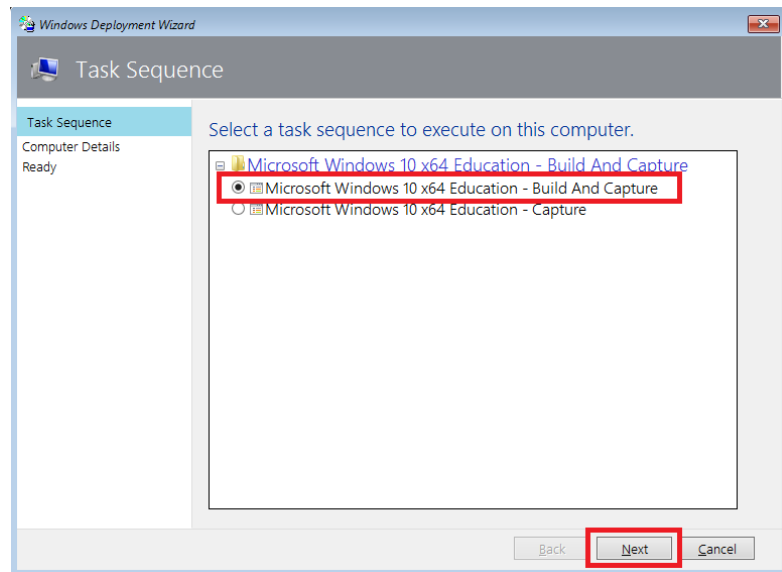 Windows Deployment Wizard
Task Sequence
Task Sequence
Computer Details
Ready
Select a task sequence to execute on this computer.
Microsoft Windows 10 x64 Education - Build And Capture
Microsoft Windows 10 x64 Education - Build And Capture
Microsoft Windows 10 x64 Education - Capture
Back Next Cancel